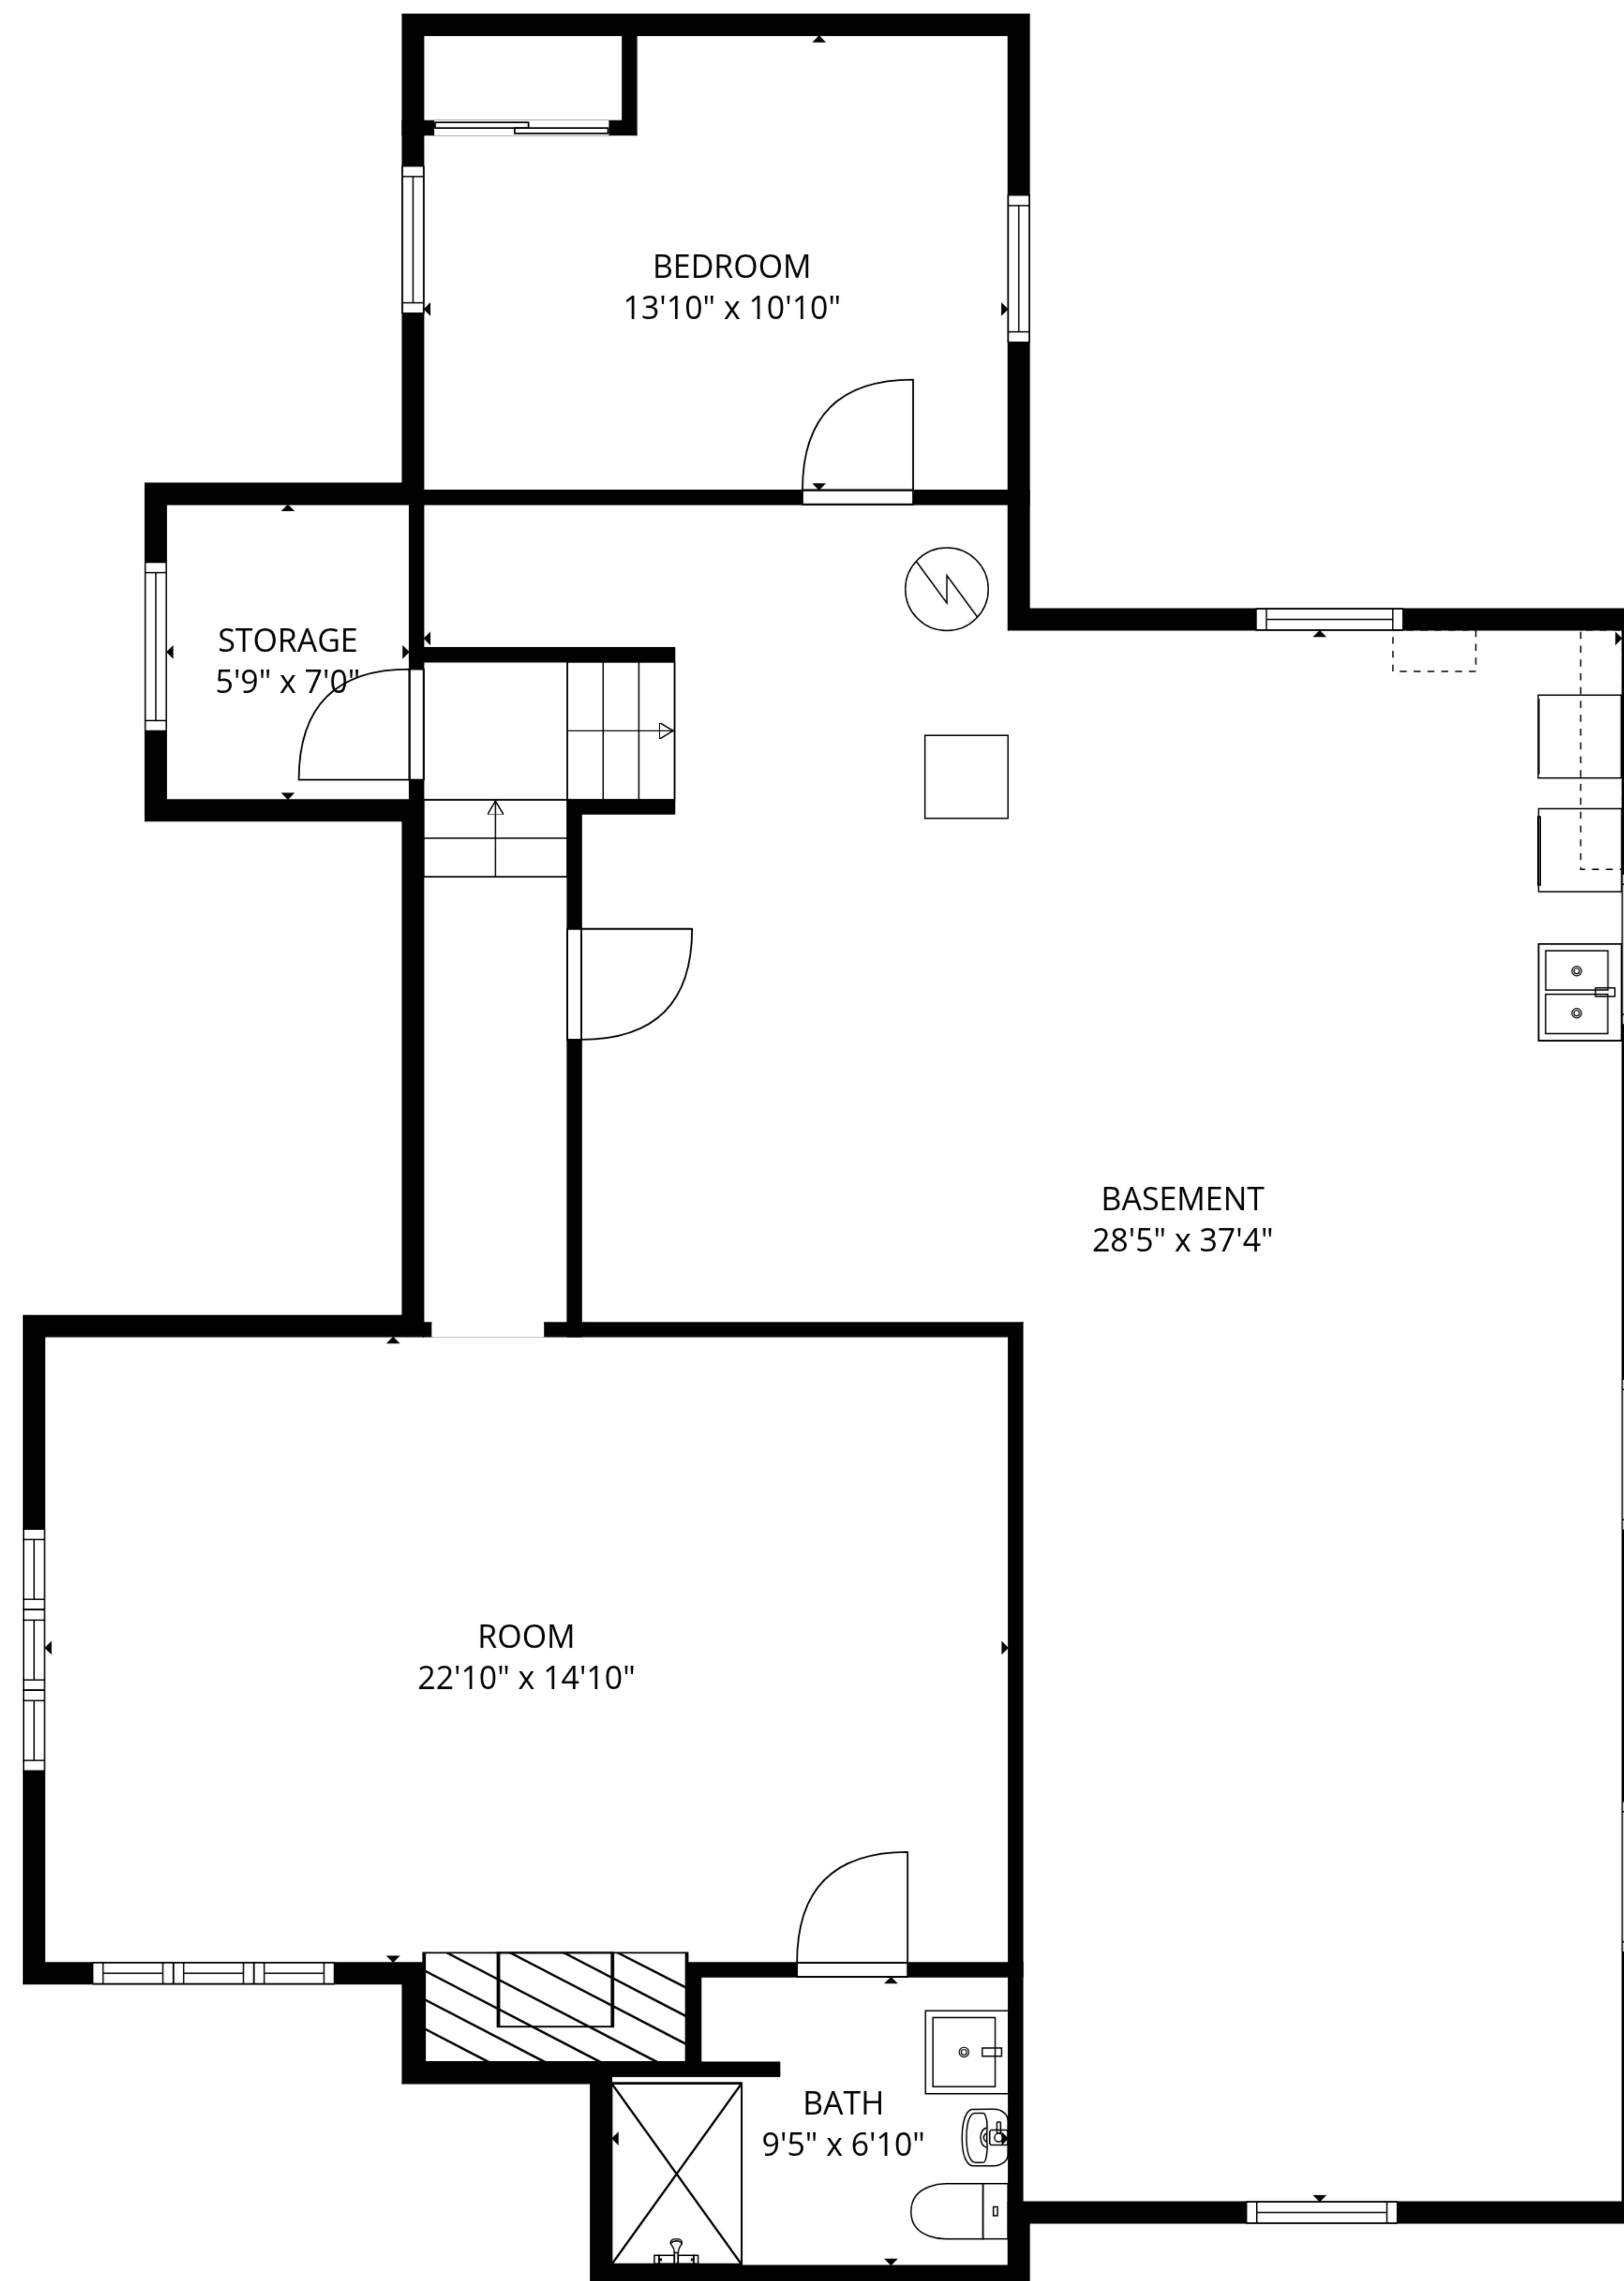 BEDROOM
13'10" x 10'10"
STORAGE
5'9" x 7'0"
BASEMENT
28'5" x 37'4"
ROOM
22'10" x 14'10"
BATH
9'5" x 6'10"